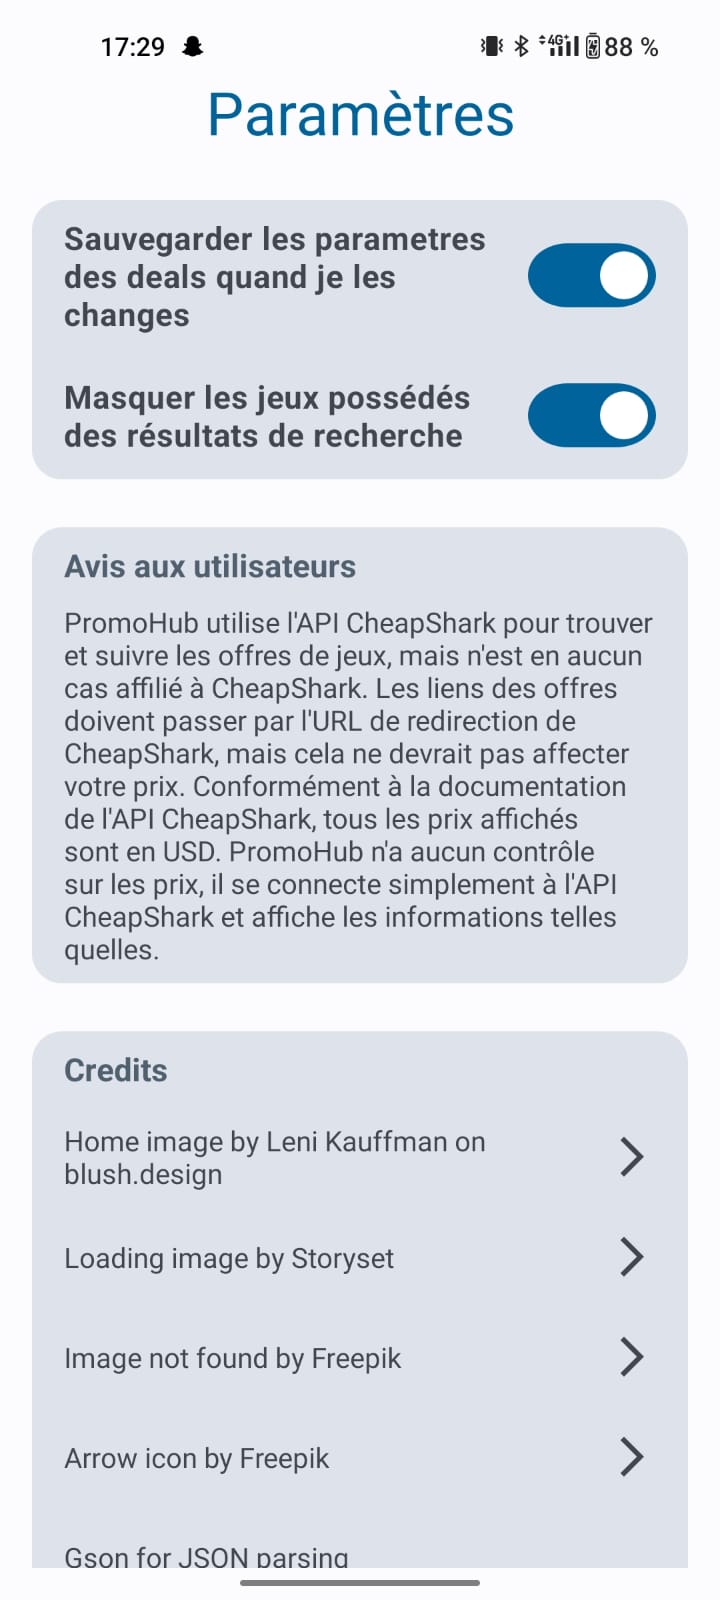 17:29
4G+
88 %
Paramètres
Sauvegarder les parametres
des deals quand je les
changes
Masquer les jeux possédés
des résultats de recherche
Avis aux utilisateurs
PromoHub utilise l'API CheapShark pour trouver
et suivre les offres de jeux, mais n'est en aucun
cas affilié à CheapShark. Les liens des offres
doivent passer par l'URL de redirection de
CheapShark, mais cela ne devrait pas affecter
votre prix. Conformément à la documentation
de l'API CheapShark, tous les prix affichés
sont en USD. PromoHub n'a aucun contrôle
sur les prix, il se connecte simplement à l'API
CheapShark et affiche les informations telles
quelles.
Credits
Home image by Leni Kauffman on
blush.design
Loading image by Storyset
Image not found by Freepik
Arrow icon by Freepik
Gson for JSON parsing